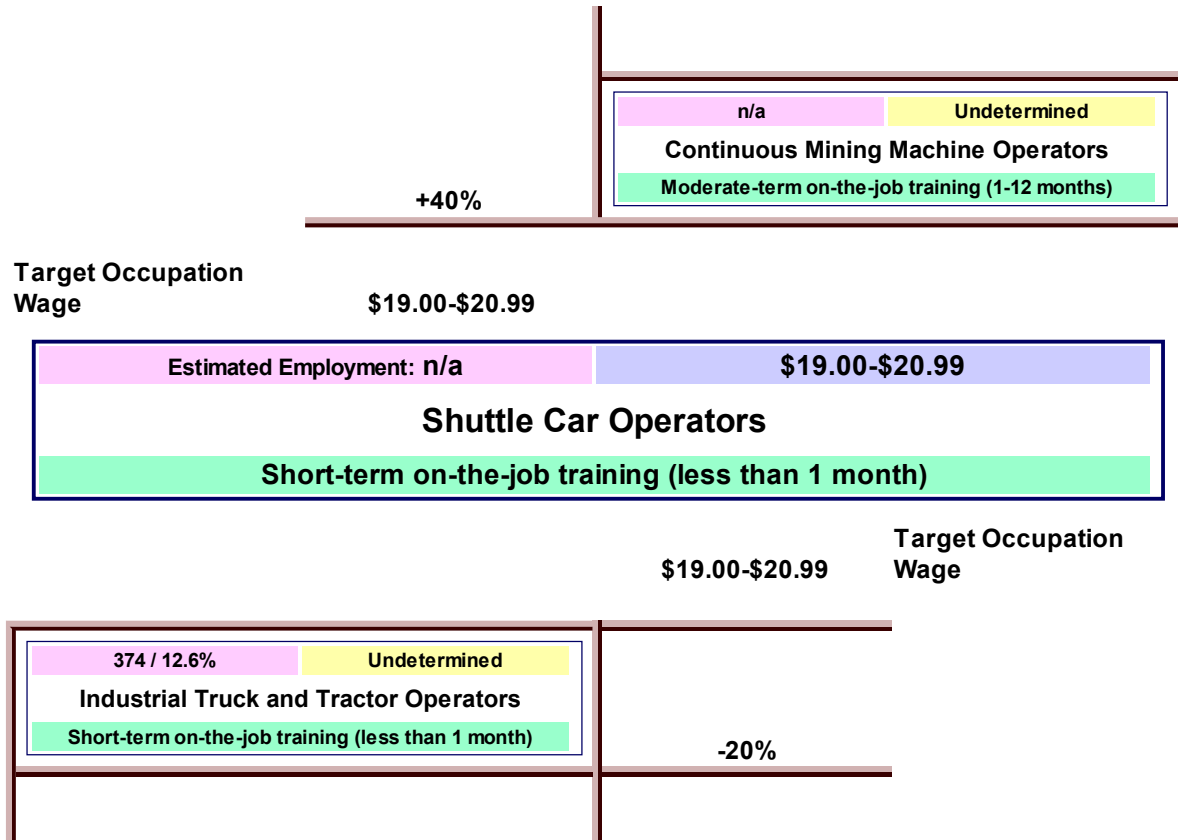 n/a Undetermined
Continuous Mining Machine Operators
Moderate-term on-the-job training (1-12 months)
+40%
Target Occupation
Wage $19.00-$20.99
Estimated Employment: n/a $19.00-$20.99
Shuttle Car Operators
Short-term on-the-job training (less than 1 month)
Target Occupation
$19.00-$20.99 Wage
374 / 12.6% Undetermined
Industrial Truck and Tractor Operators
Short-term on-the-job training (less than 1 month)
-20%